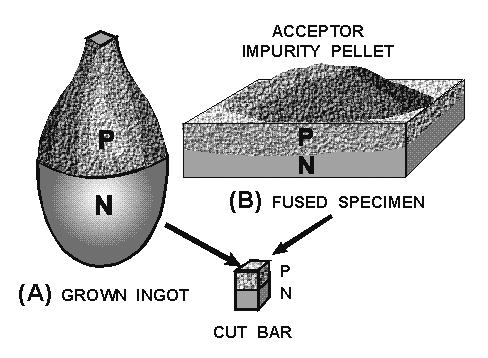 ACCEPTOR
IMPURITY PELLET
P
N
P
N
(B) FUSED SPECIMEN
(A) GROWN INGOT
P
N
CUT BAR